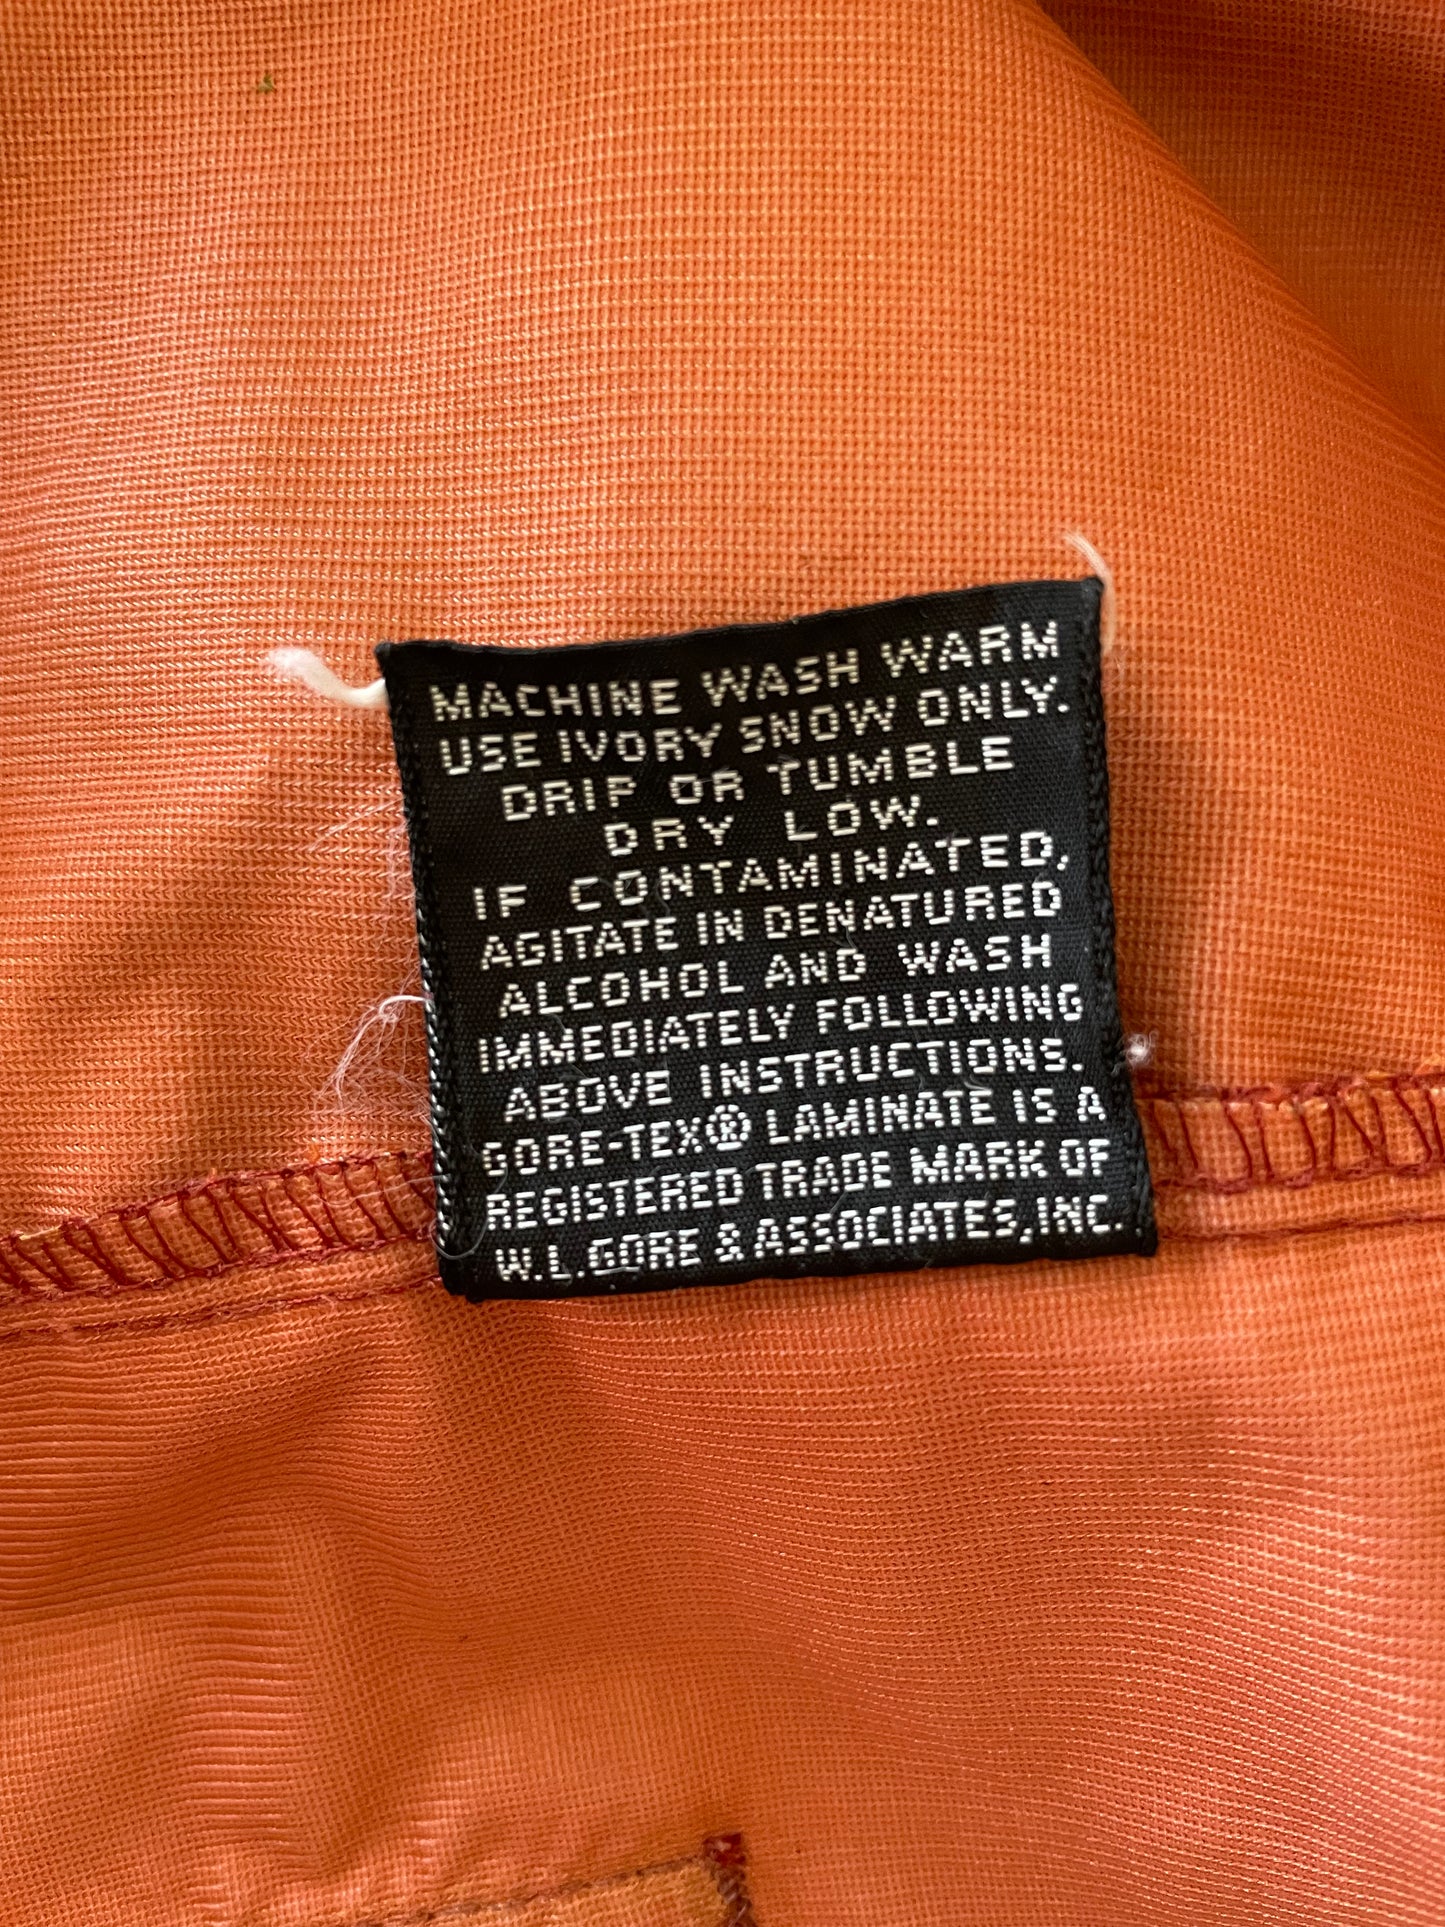 MACHINE WASH WARM
USE IVORY SNOW ONLY.
DRIP OR TUMBLE
DRY LOW.
IF CONTAMINATED,
AGITATE IN DENATURED
ALCOHOL AND WASH
IMMEDIATELY FOLLOWING
ABOVE INSTRUCTIONS.
GORE-TEX® LAMINATE IS A
REGISTERED TRADE MARK OF
W.L.GORE & ASSOCIATES, INC.